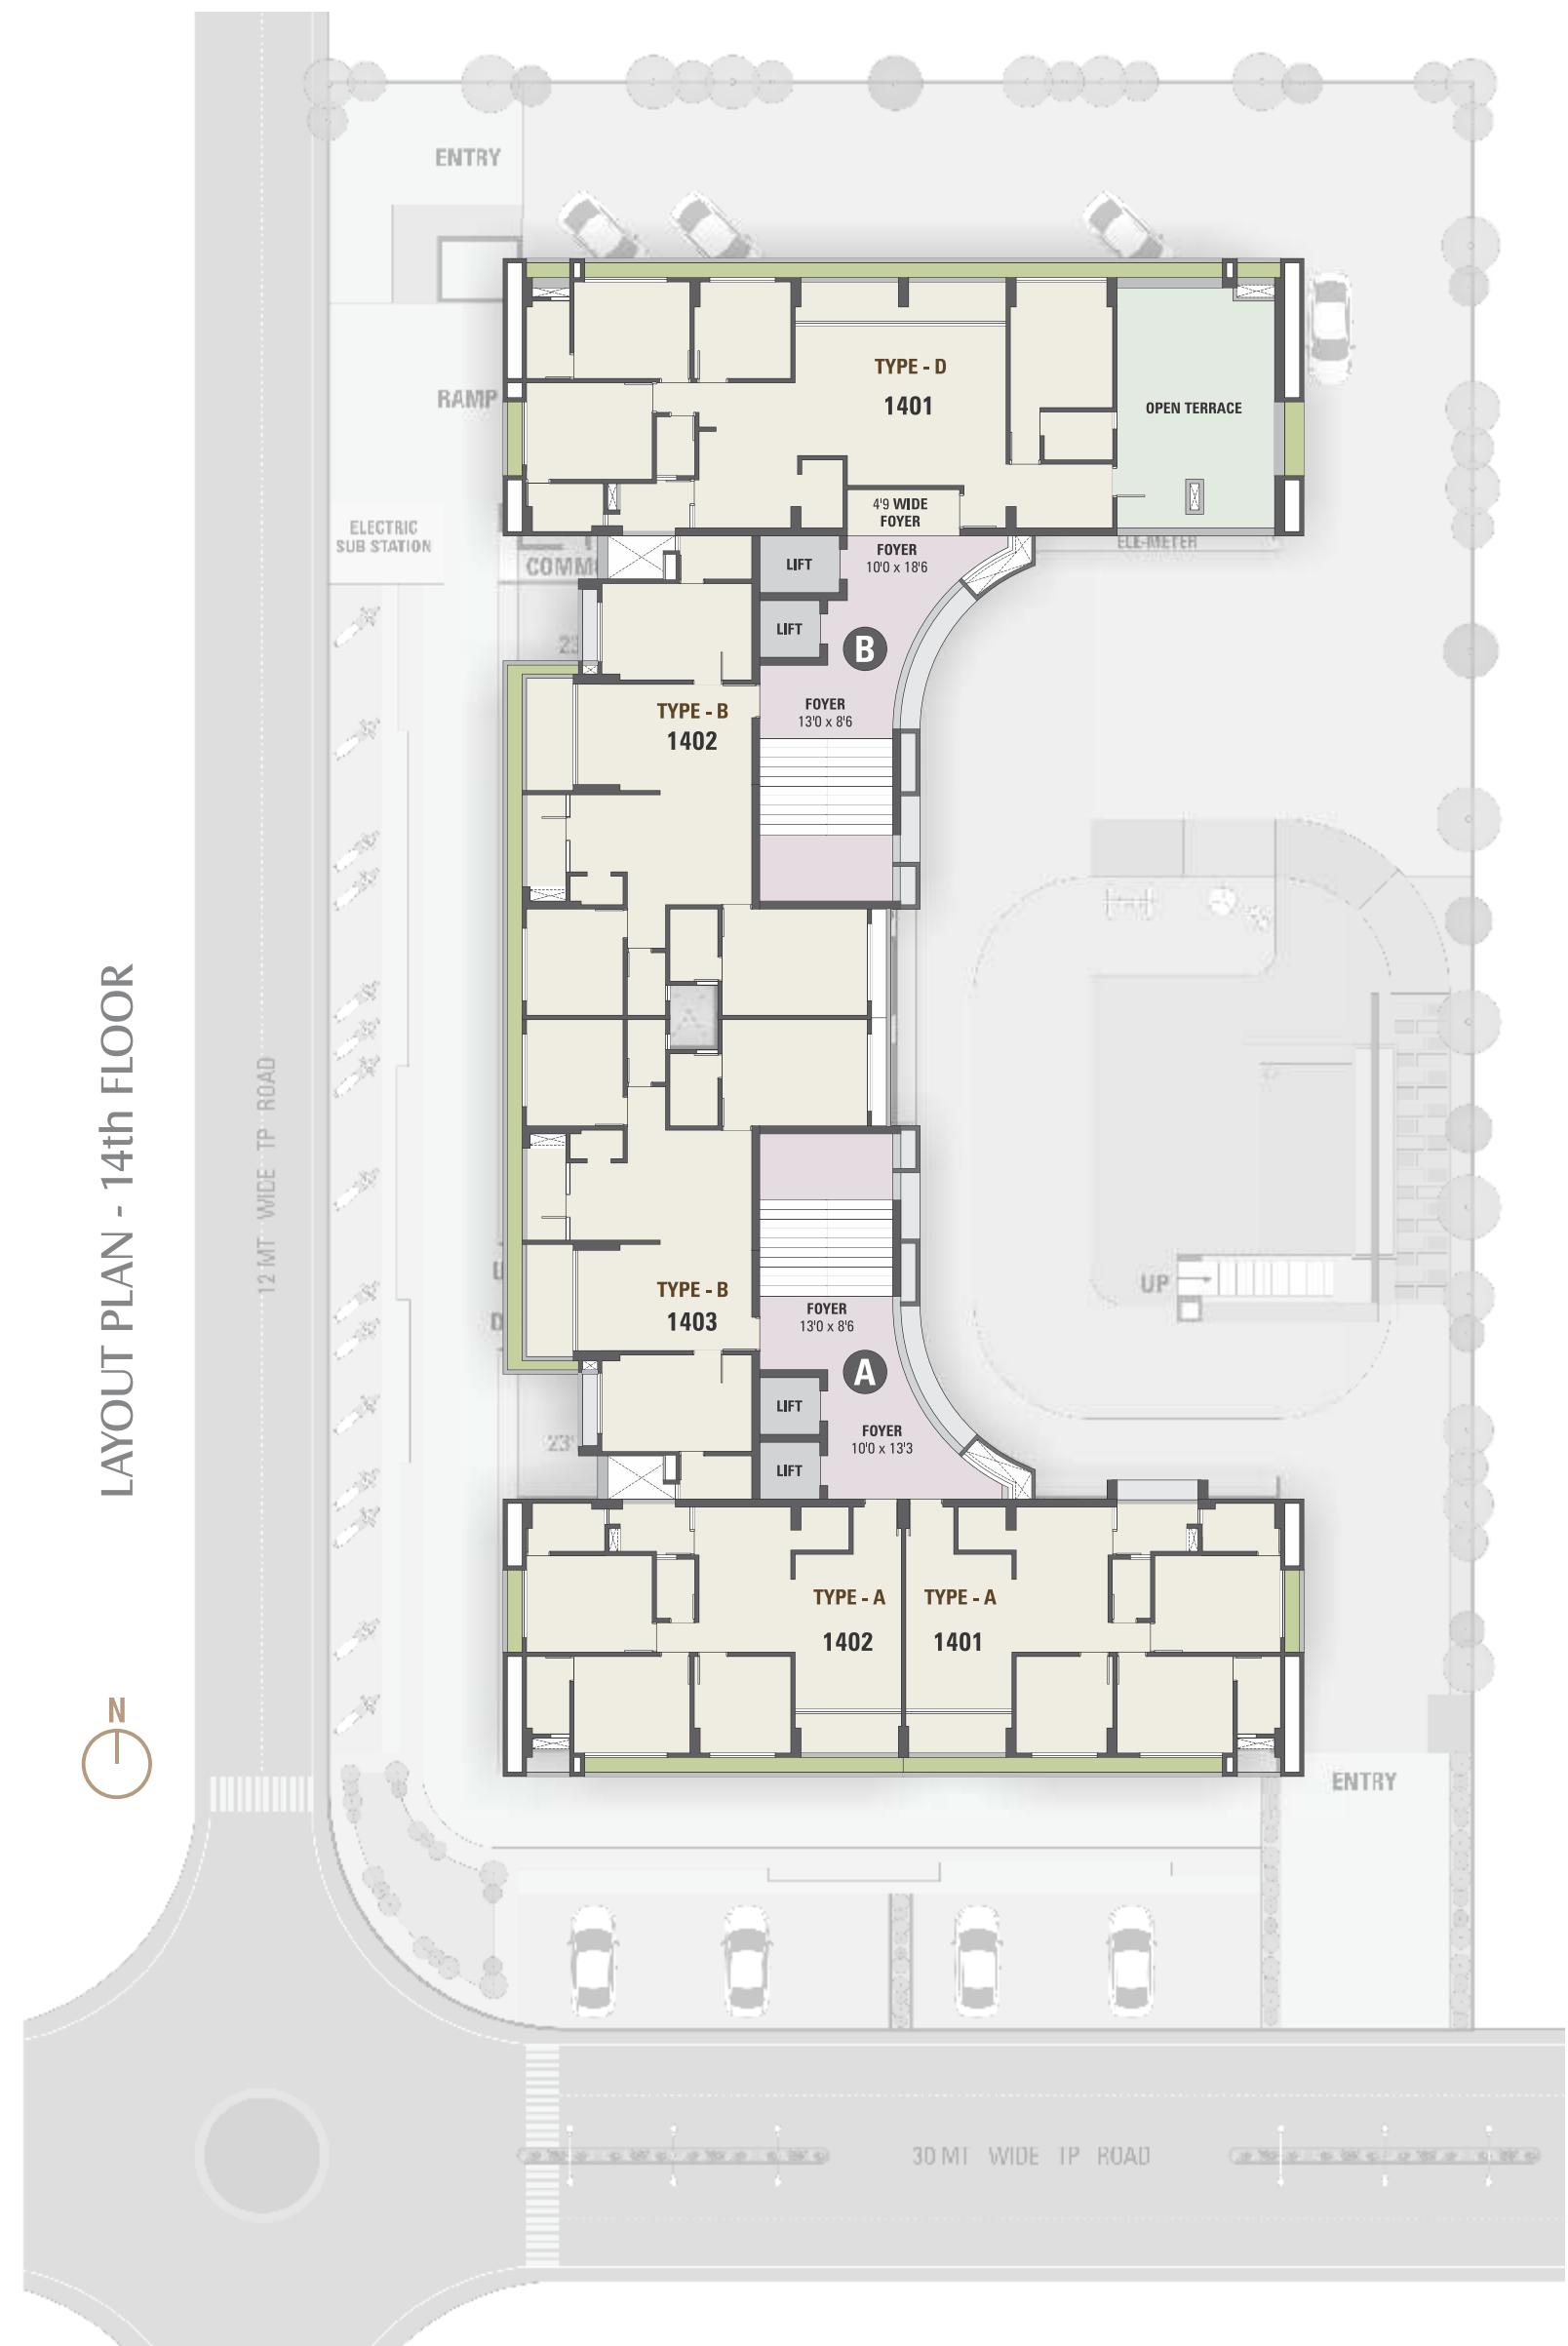 LAYOUT PLAN - 14th FLOOR
N
12 MT WIDE TP ROAD
ENTRY
RAMP
ELECTRIC
SUB STATION
TYPE - D
1401
OPEN TERRACE
4'9 WIDE
FOYER
ELE-METER
LIFT
FOYER
10'0 x 18'6
LIFT
B
TYPE - B
1402
FOYER
13'0 x 8'6
UP
TYPE - B
1403
FOYER
13'0 x 8'6
A
LIFT
FOYER
10'0 x 13'3
LIFT
TYPE - A
1402
TYPE - A
1401
ENTRY
30 MT WIDE TP ROAD